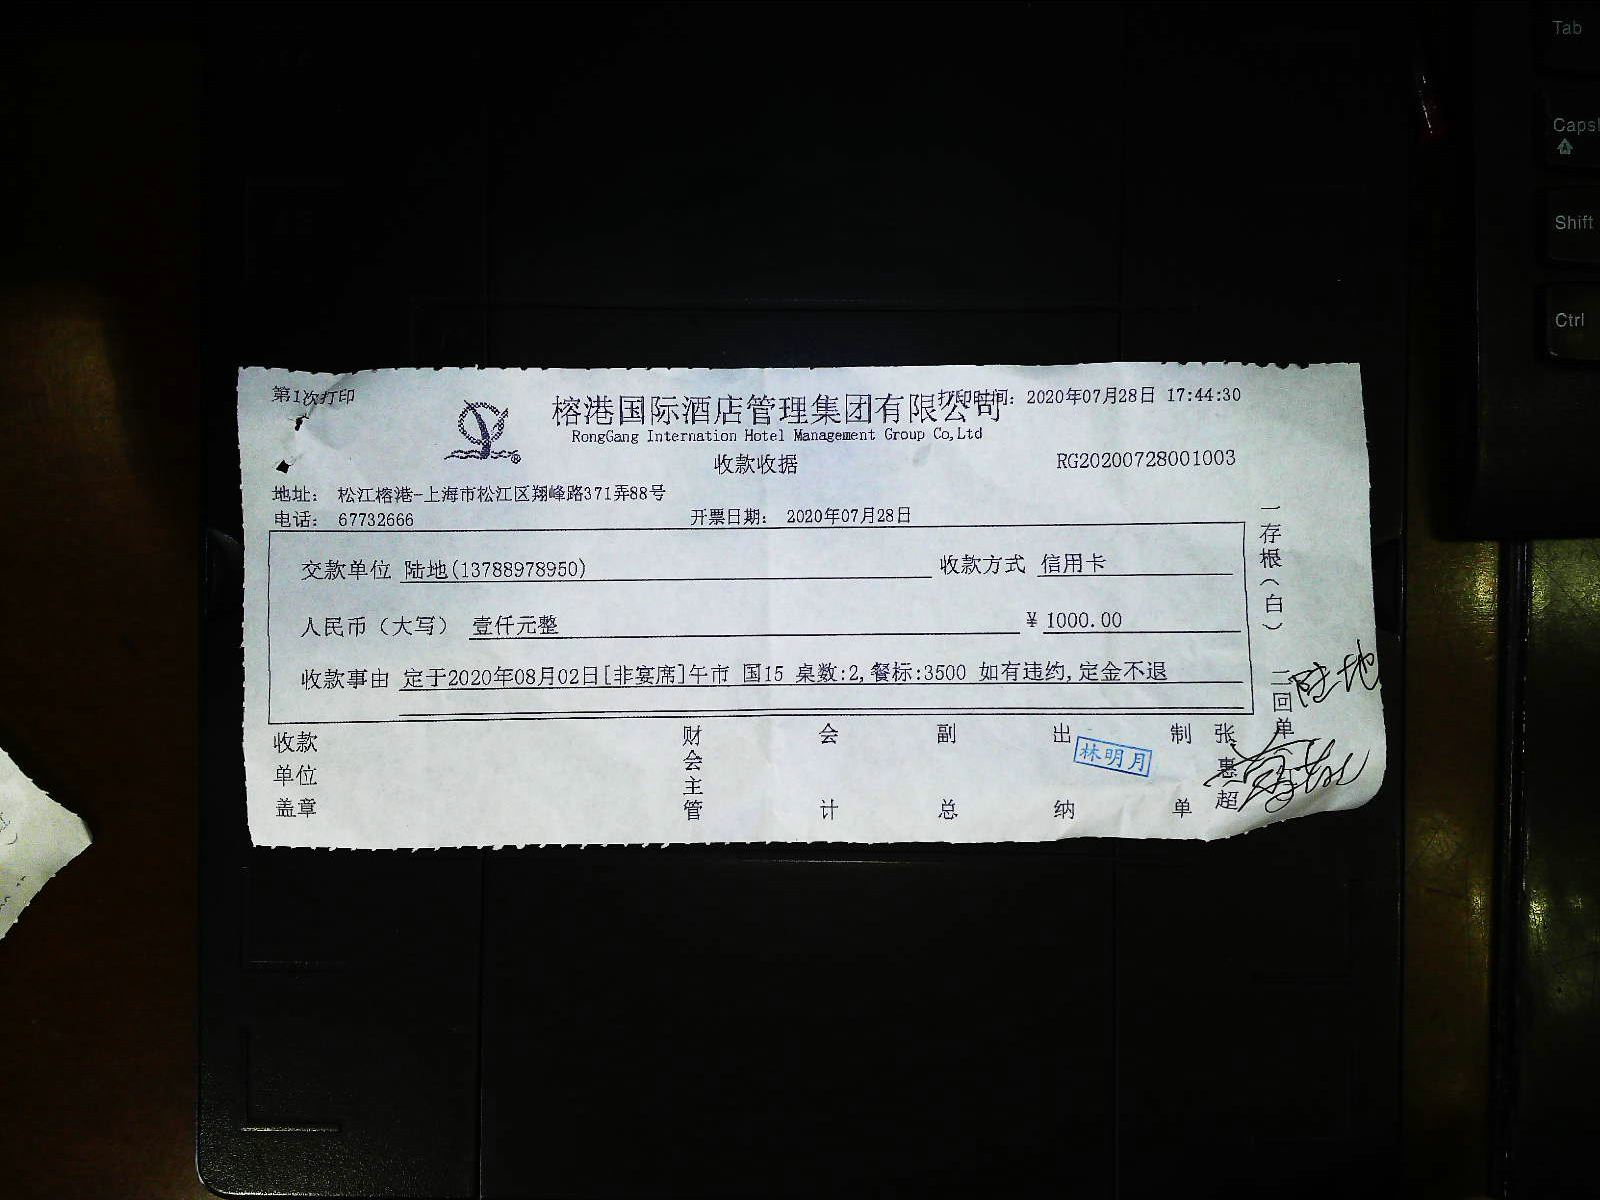 第1次打印
榕港国际酒店管理集团有限公司
打印时间: 2020年07月28日 17:44:30
RongGang Internation Hotel Management Group Co,Ltd
收款收据
RG20200728001003
地址: 松江榕港-上海市松江区翔峰路371弄88号
电话: 67732666
开票日期: 2020年07月28日
交款单位 陆地(13788978950)
收款方式 信用卡
人民币（大写） 壹仟元整
¥ 1000.00
收款事由 定于2020年08月02日[非宴席]午市 国15 桌数:2,餐标:3500 如有违约,定金不退
一存根（白）
二回单
陆地
收款单位盖章
财会主管
会计
副总
出纳
林明月
制单
张惠超
Tab
Caps
Shift
Ctrl